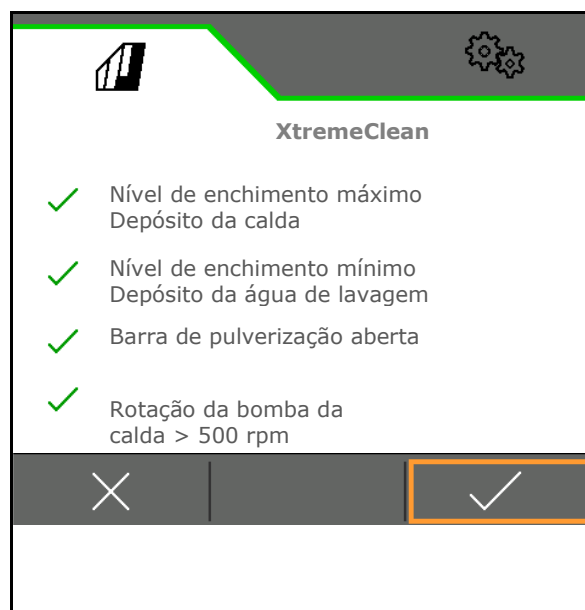 XtremeClean
Nível de enchimento máximo
Depósito da calda
Nível de enchimento mínimo
Depósito da água de lavagem
Barra de pulverização aberta
Rotação da bomba da
calda > 500 rpm